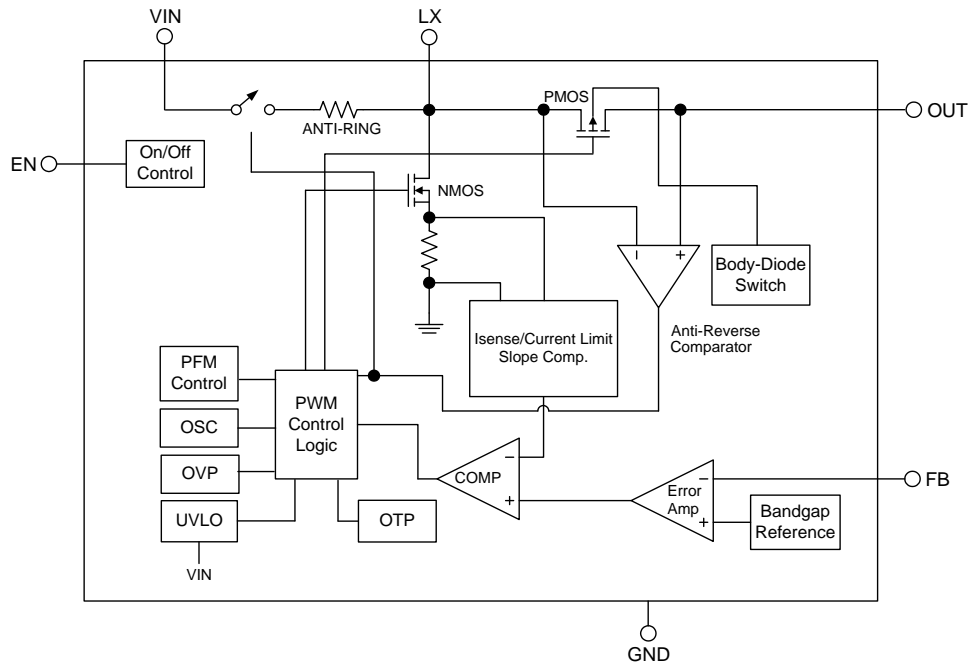 VIN
LX
PMOS
OUT
ANTI-RING
EN
On/Off
Control
NMOS
-
+
Body-Diode
Switch
Isense/Current Limit
Slope Comp.
Anti-Reverse
Comparator
PFM
Control
PWM
Control
Logic
OSC
OVP
COMP
-
+
Error
Amp
-
+
FB
Bandgap
Reference
UVLO
OTP
VIN
GND